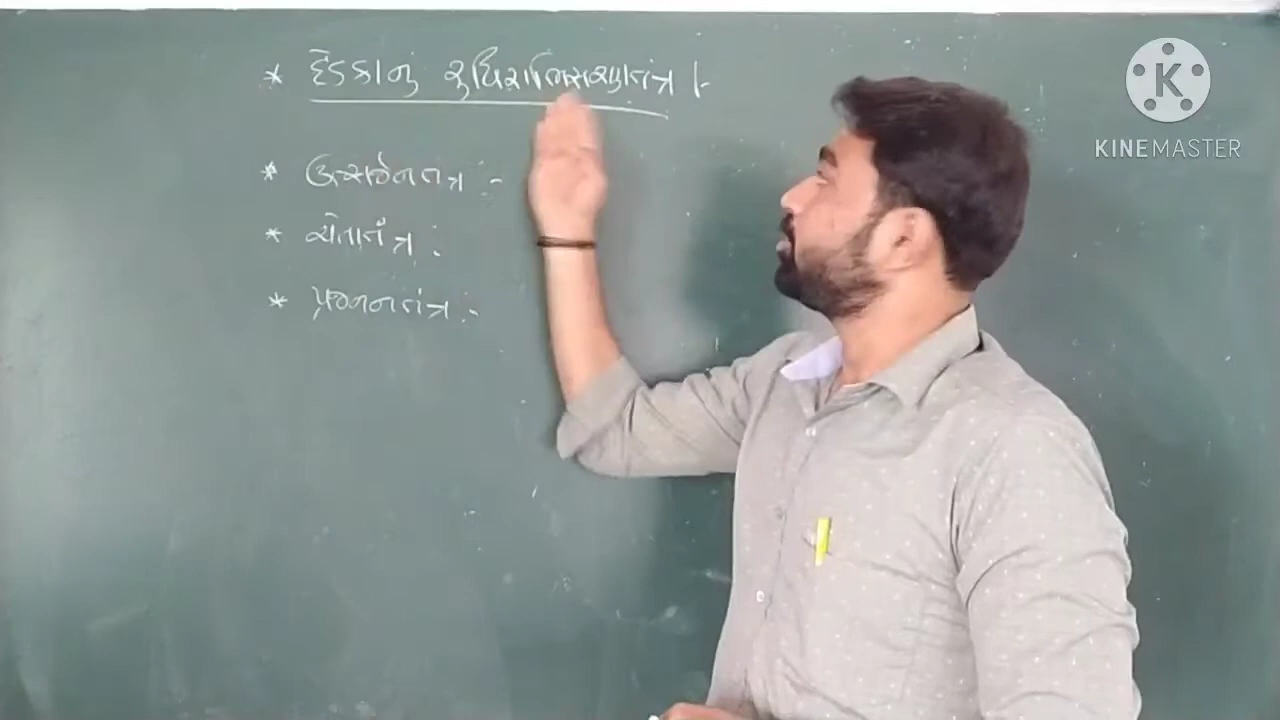 * દેડકાનું રુધિરાભિસરણતંત્ર :-
* ઉત્સર્જનતંત્ર :-
* ચેતાતંત્ર :
* પ્રજનનતંત્ર :-
K
KINEMASTER